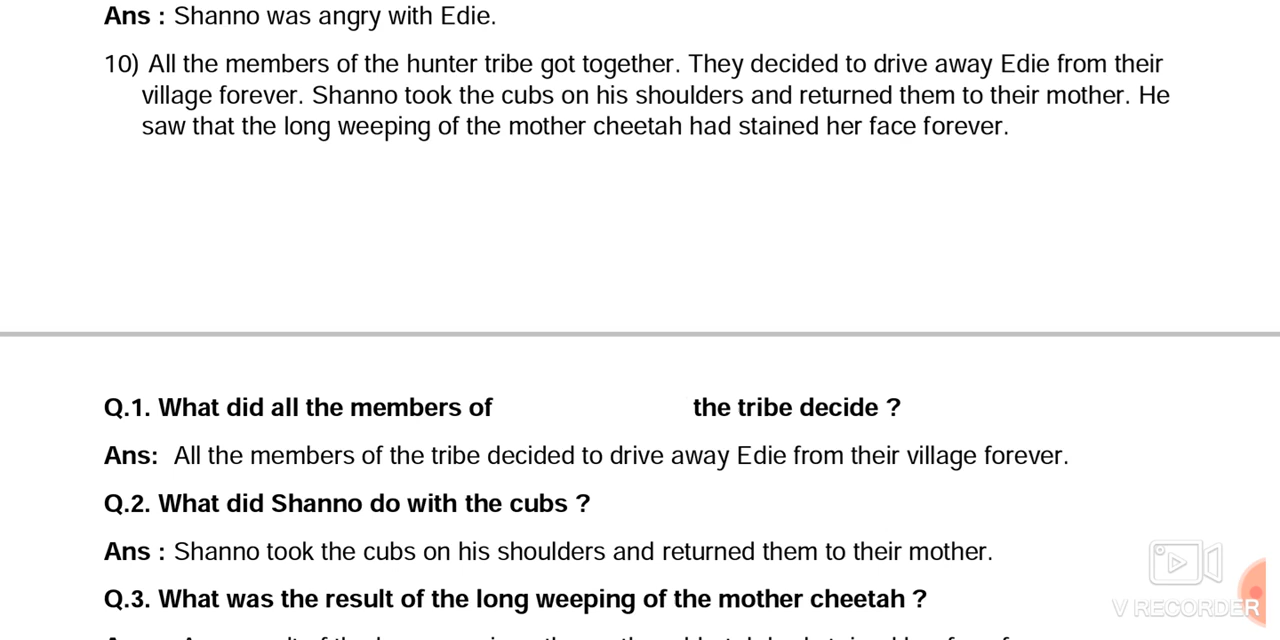 Ans : Shanno was angry with Edie.
10) All the members of the hunter tribe got together. They decided to drive away Edie from their
village forever. Shanno took the cubs on his shoulders and returned them to their mother. He
saw that the long weeping of the mother cheetah had stained her face forever.
Q.1. What did all the members of the tribe decide ?
Ans: All the members of the tribe decided to drive away Edie from their village forever.
Q.2. What did Shanno do with the cubs ?
Ans : Shanno took the cubs on his shoulders and returned them to their mother.
Q.3. What was the result of the long weeping of the mother cheetah ?
V RECORDER